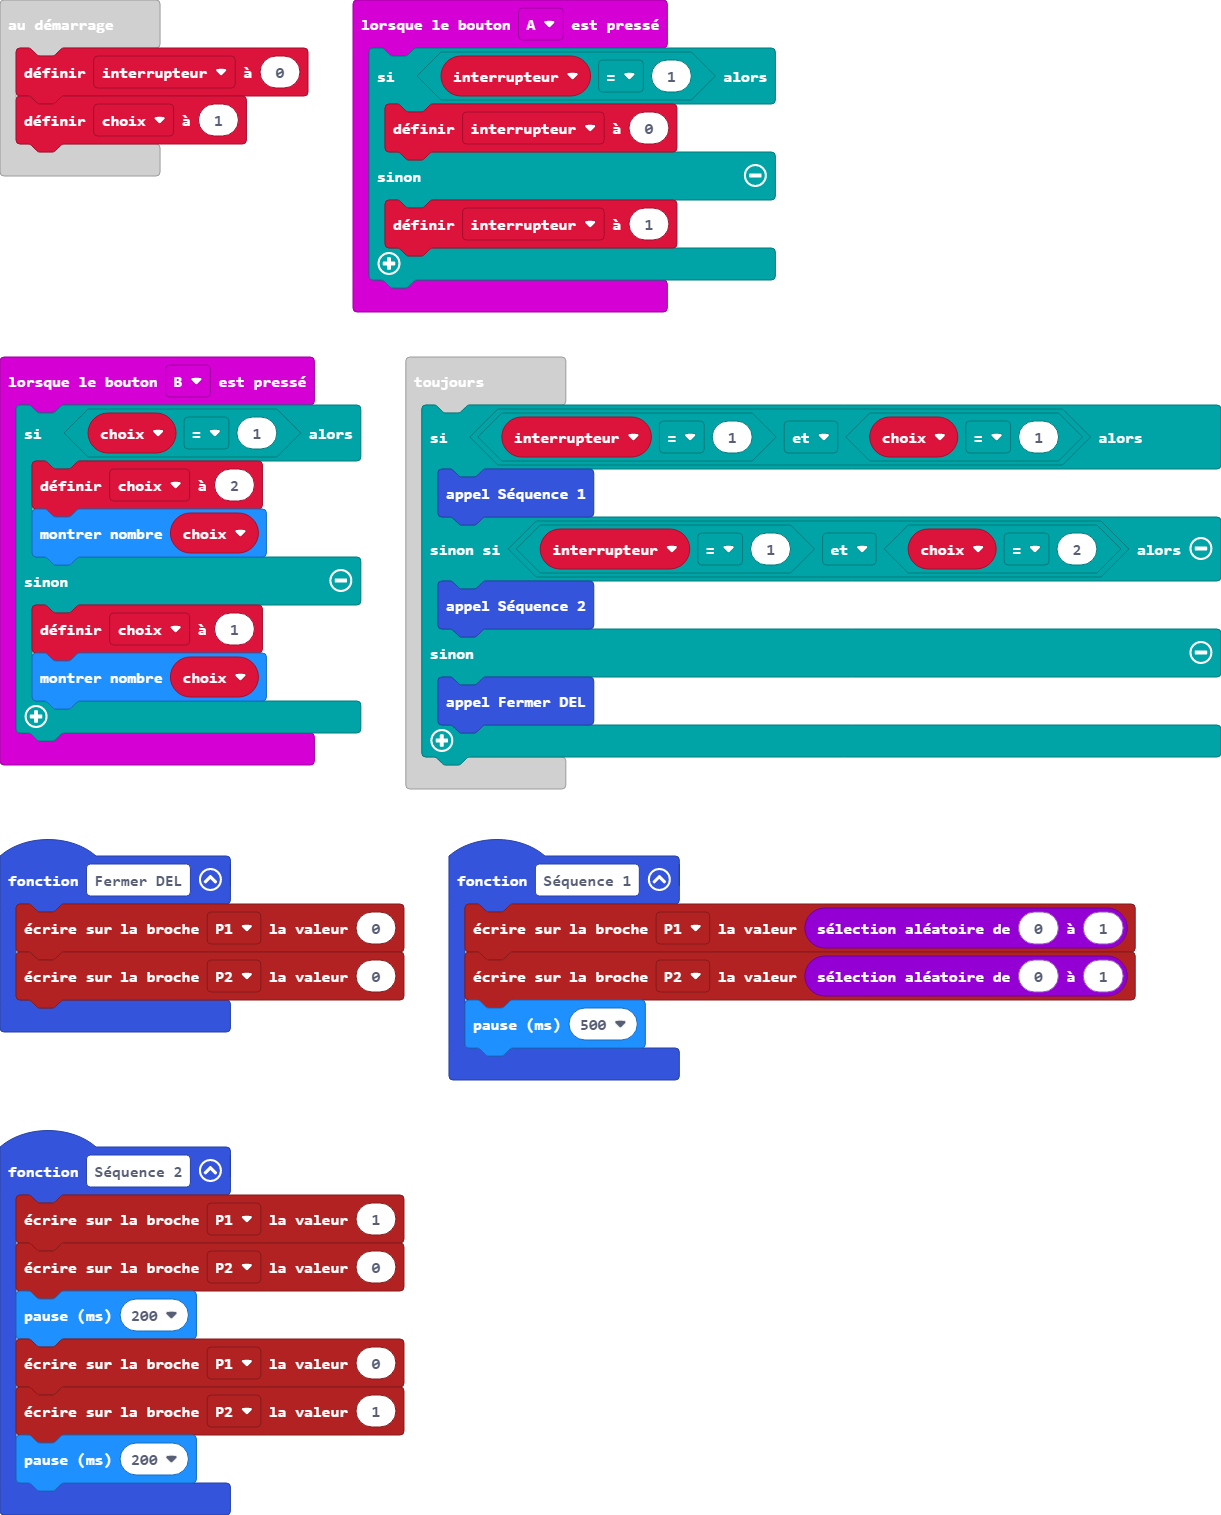 au démarrage
définir interrupteur à 0
définir choix à 1
lorsque le bouton A est pressé
si interrupteur = 1 alors
définir interrupteur à 0
sinon
définir interrupteur à 1
lorsque le bouton B est pressé
si choix = 1 alors
définir choix à 2
montrer nombre choix
sinon
définir choix à 1
montrer nombre choix
toujours
si interrupteur = 1 et choix = 1 alors
appel Séquence 1
sinon si interrupteur = 1 et choix = 2 alors
appel Séquence 2
sinon
appel Fermer DEL
fonction Fermer DEL
écrire sur la broche P1 la valeur 0
écrire sur la broche P2 la valeur 0
fonction Séquence 1
écrire sur la broche P1 la valeur sélection aléatoire de 0 à 1
écrire sur la broche P2 la valeur sélection aléatoire de 0 à 1
pause (ms) 500
fonction Séquence 2
écrire sur la broche P1 la valeur 1
écrire sur la broche P2 la valeur 0
pause (ms) 200
écrire sur la broche P1 la valeur 0
écrire sur la broche P2 la valeur 1
pause (ms) 200